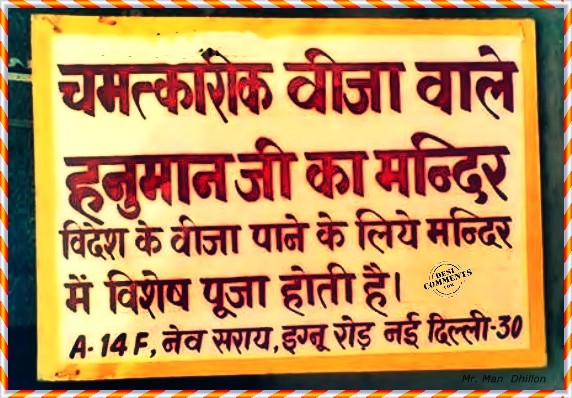 चमत्कारीक वीजा वाले
हनुमान जी का मन्दिर
विदेश के वीजा पाने के लिये मन्दिर
में विशेष पूजा होती है।
A-14 F, नेव सराय, इग्नू रोड़ नई दिल्ली-30
DESI
COMMENTS
.COM
Mr. Man Dhillon